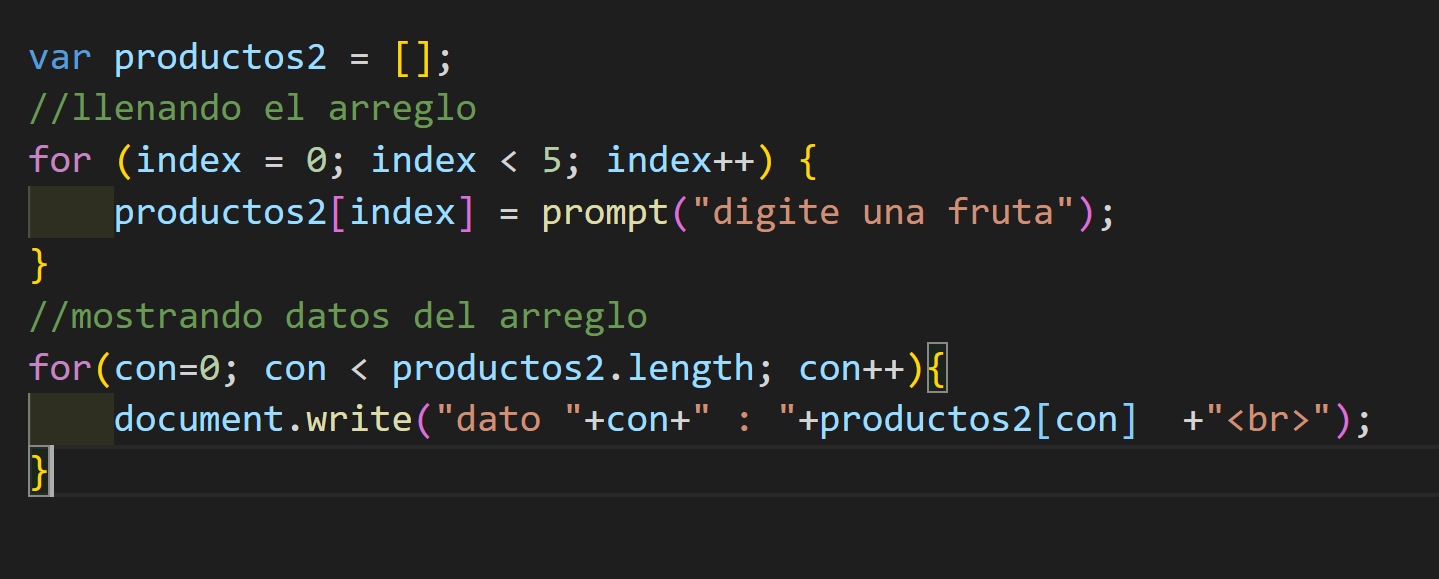 var productos2 = [];
//llenando el arreglo
for (index = 0; index < 5; index++) {
    productos2[index] = prompt("digite una fruta");
}
//mostrando datos del arreglo
for(con=0; con < productos2.length; con++){
    document.write("dato "+con+" : "+productos2[con]  +"<br>");
}